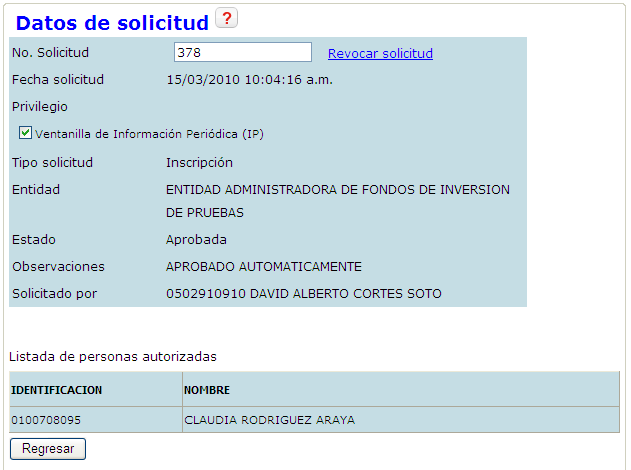 Datos de solicitud ?
No. Solicitud 378 Revocar solicitud
Fecha solicitud 15/03/2010 10:04:16 a.m.
Privilegio
Ventanilla de Información Periódica (IP)
Tipo solicitud Inscripción
Entidad ENTIDAD ADMINISTRADORA DE FONDOS DE INVERSION
DE PRUEBAS
Estado Aprobada
Observaciones APROBADO AUTOMATICAMENTE
Solicitado por 0502910910 DAVID ALBERTO CORTES SOTO
Listada de personas autorizadas
IDENTIFICACION NOMBRE
0100708095 CLAUDIA RODRIGUEZ ARAYA
Regresar